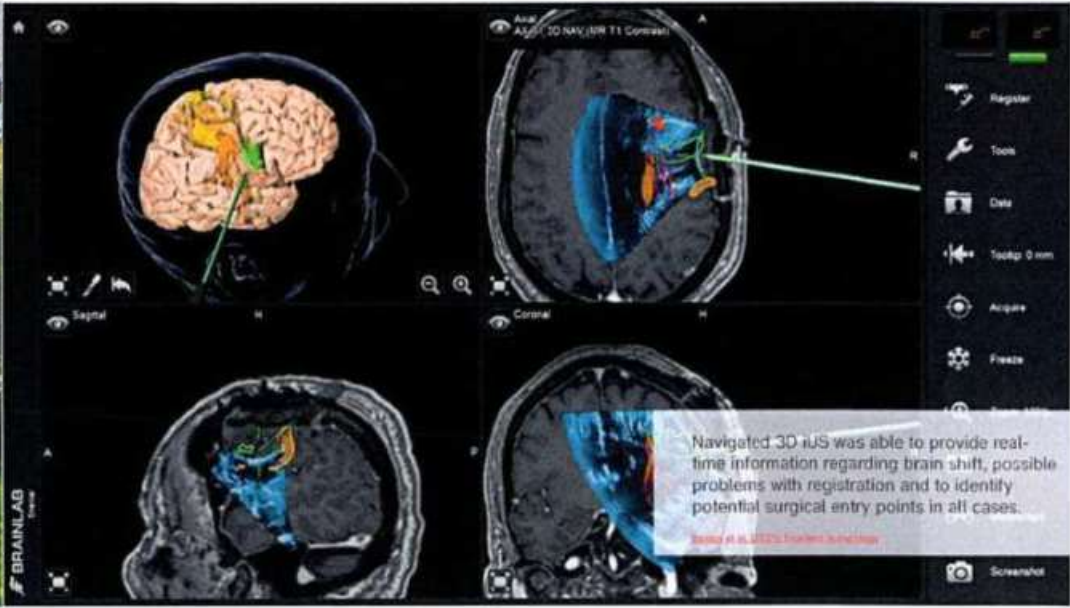 Axial
A
R
Register
Tools
Data
Tooltip: 0 mm
Acquire
Freeze
Sagittal
H
Coronal
H
A
P
Navigated 3D iUS was able to provide real-
time information regarding brain shift, possible
problems with registration and to identify
potential surgical entry points in all cases.
BRAINLAB
Screenshot